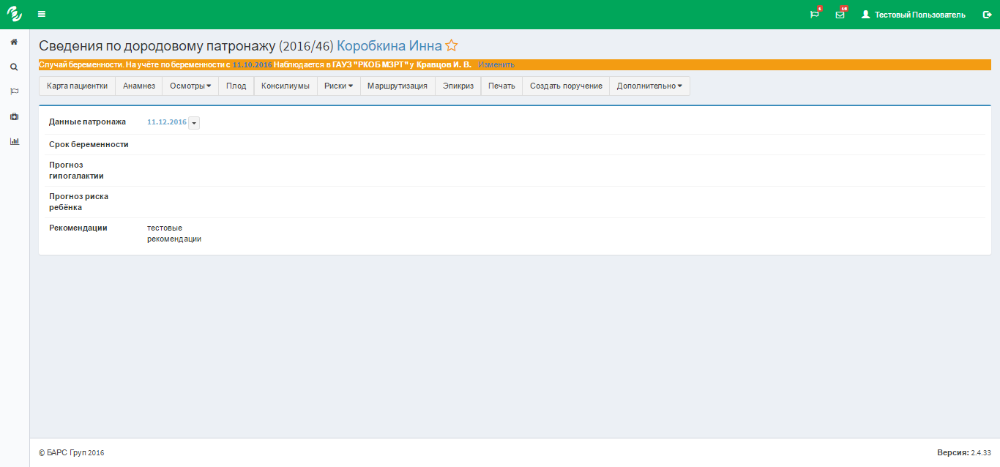 1 16 Тестовый Пользователь
Сведения по дородовому патронажу (2016/46) Коробкина Инна
Случай беременности. На учёте по беременности с 11.10.2016 Наблюдается в ГАУЗ "РКОБ МЗРТ" у Кравцов И. В. Изменить
Карта пациентки Анамнез Осмотры Плод Консилиумы Риски Маршрутизация Эпикриз Печать Создать поручение Дополнительно
Данные патронажа 11.12.2016
Срок беременности
Прогноз
гипогалактии
Прогноз риска
ребёнка
Рекомендации тестовые
рекомендации
© БАРС Груп 2016 Версия: 2.4.33